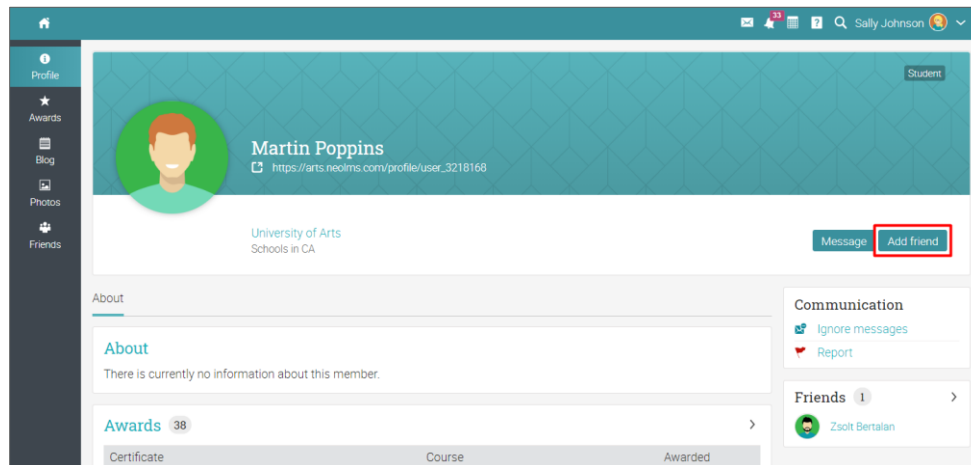 33
Sally Johnson
Profile
Awards
Blog
Photos
Friends
Student
Martin Poppins
https://arts.neolms.com/profile/user_3218168
University of Arts
Schools in CA
Message
Add friend
About
About
There is currently no information about this member.
Awards 38
Certificate Course Awarded
Communication
Ignore messages
Report
Friends 1
Zsolt Bertalan